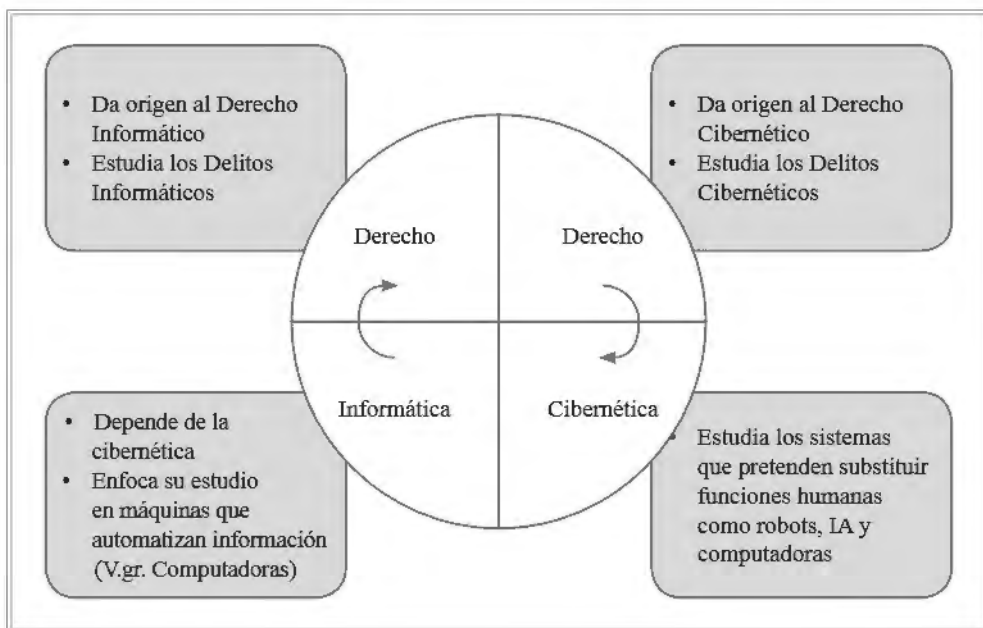 • Da origen al Derecho
Informático
• Estudia los Delitos
Informáticos
• Da origen al Derecho
Cibernético
• Estudia los Delitos
Cibernéticos
Derecho
Derecho
Informática
Cibernética
• Depende de la
cibernética
• Enfoca su estudio
en máquinas que
automatizan información
(V.gr. Computadoras)
• Estudia los sistemas
que pretenden substituír
funciones humanas
como robots, IA y
computadoras